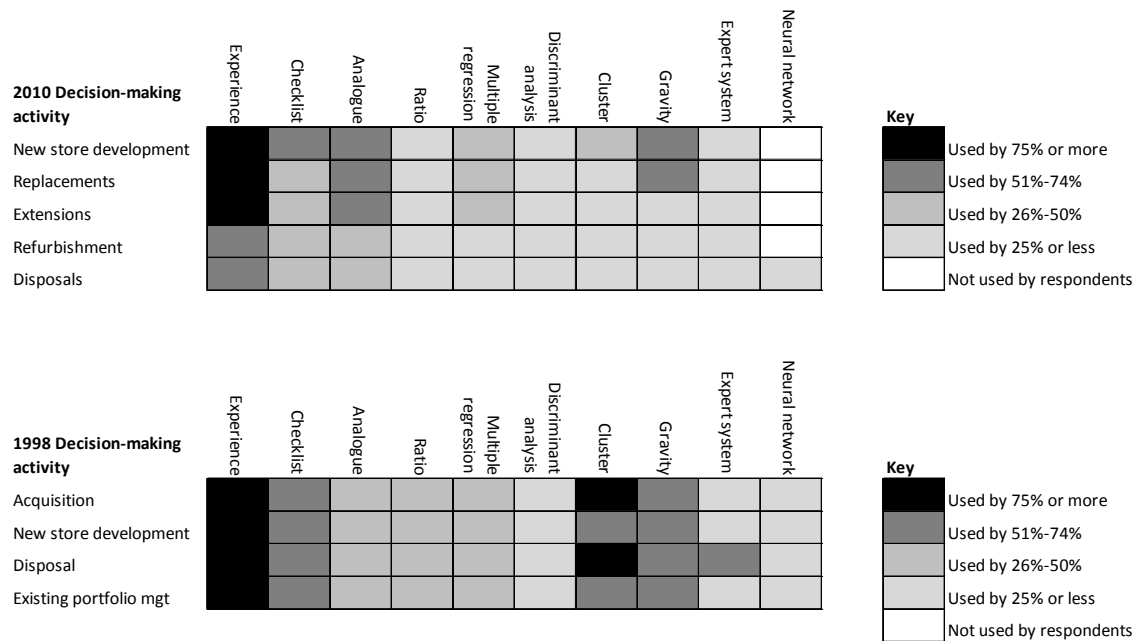 Experience
Checklist
Analogue
Ratio
Multiple
regression
Discriminant
analysis
Cluster
Gravity
Expert system
Neural network
2010 Decision-making
activity
Key
New store development
Used by 75% or more
Replacements
Used by 51%-74%
Extensions
Used by 26%-50%
Refurbishment
Used by 25% or less
Disposals
Not used by respondents
Experience
Checklist
Analogue
Ratio
Multiple
regression
Discriminant
analysis
Cluster
Gravity
Expert system
Neural network
1998 Decision-making
activity
Key
Acquisition
Used by 75% or more
New store development
Used by 51%-74%
Disposal
Used by 26%-50%
Existing portfolio mgt
Used by 25% or less
Not used by respondents